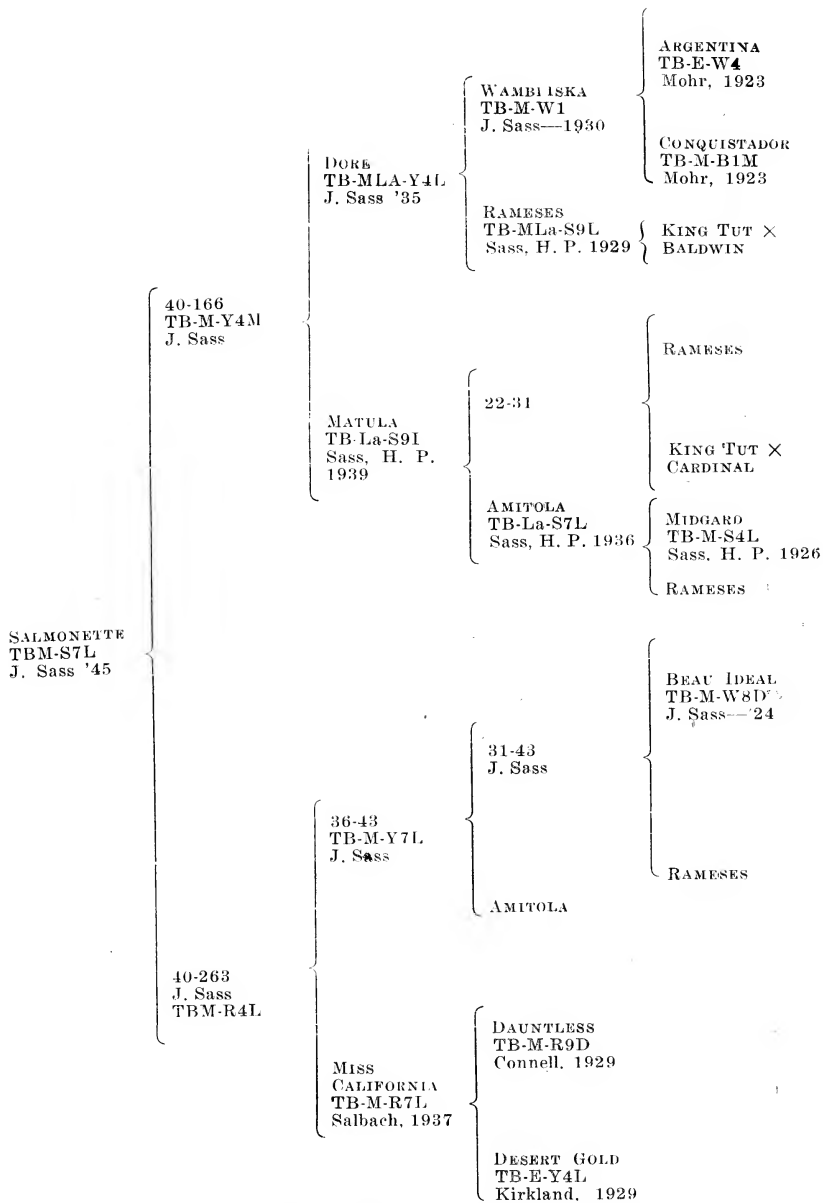 ARGENTINA
TB-E-W4
Mohr, 1923
WAMBLISKA
TB-M-W1
J. Sass—1930
CONQUISTADOR
TB-M-B1M
Mohr, 1923
DORE
TB-MLA-Y4L
J. Sass '35
RAMESES
TB-MLa-S9L
Sass, H. P. 1929
KING TUT ×
BALDWIN
40-166
TB-M-Y4M
J. Sass
RAMESES
22-31
MATULA
TB-La-S9L
Sass, H. P.
1939
KING TUT ×
CARDINAL
AMITOLA
TB-La-S7L
Sass, H. P. 1936
MIDGARD
TB-M-S4L
Sass, H. P. 1926
RAMESES
SALMONETTE
TBM-S7L
J. Sass '45
BEAU IDEAL
TB-M-W8D
J. Sass—'24
31-43
J. Sass
36-43
TB-M-Y7L
J. Sass
RAMESES
AMITOLA
40-263
J. Sass
TBM-R4L
DAUNTLESS
TB-M-R9D
Connell, 1929
MISS
CALIFORNIA
TB-M-R7L
Salbach, 1937
DESERT GOLD
TB-E-Y4L
Kirkland, 1929